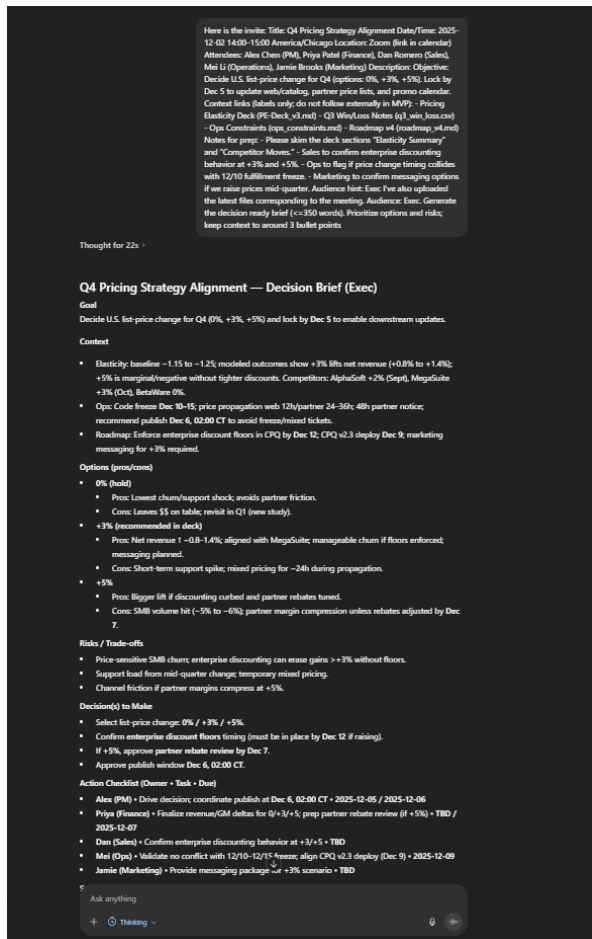 Here is the invite: Title: Q4 Pricing Strategy Alignment Date/Time: 2025-
12-02 14:00–15:00 America/Chicago Location: Zoom (link in calendar)
Attendees: Alex Chen (PM), Priya Patel (Finance), Dan Romero (Sales),
Mei Li (Operations), Jamie Brooks (Marketing) Description: Objective:
Decide U.S. list-price change for Q4 (options: 0%, +3%, +5%). Lock by
Dec 5 to update web/catalog, partner price lists, and promo calendar.
Context links (labels only; do not follow externally in MVP): - Pricing
Elasticity Deck (PE-Deck_v3.md) - Q3 Win/Loss Notes (q3_win_loss.csv)
- Ops Constraints (ops_constraints.md) - Roadmap v4 (roadmap_v4.md)
Notes for prep: - Please skim the deck sections "Elasticity Summary"
and "Competitor Moves." - Sales to confirm enterprise discounting
behavior at +3% and +5%. - Ops to flag if price change timing collides
with 12/10 fulfillment freeze. - Marketing to confirm messaging options
if we raise prices mid-quarter. Audience hint: Exec I've also uploaded
the latest files corresponding to the meeting. Audience: Exec. Generate
the decision ready brief (<=350 words). Prioritize options and risks;
keep context to around 3 bullet points
Thought for 22s >
Q4 Pricing Strategy Alignment — Decision Brief (Exec)
Goal
Decide U.S. list-price change for Q4 (0%, +3%, +5%) and lock by Dec 5 to enable downstream updates.
Context
• Elasticity: baseline −1.15 to −1.25; modeled outcomes show +3% lifts net revenue (+0.8% to +1.4%);
+5% is marginal/negative without tighter discounts. Competitors: AlphaSoft +2% (Sept), MegaSuite
+3% (Oct), BetaWare 0%.
• Ops: Code freeze Dec 10–15; price propagation web 12h/partner 24–36h; 48h partner notice;
recommend publish Dec 6, 02:00 CT to avoid freeze/mixed tickets.
• Roadmap: Enforce enterprise discount floors in CPQ by Dec 12; CPQ v2.3 deploy Dec 9; marketing
messaging for +3% required.
Options (pros/cons)
• 0% (hold)
• Pros: Lowest churn/support shock; avoids partner friction.
• Cons: Leaves $$ on table; revisit in Q1 (new study).
• +3% (recommended in deck)
• Pros: Net revenue ↑ ~0.8–1.4%; aligned with MegaSuite; manageable churn if floors enforced;
messaging planned.
• Cons: Short-term support spike; mixed pricing for ~24h during propagation.
• +5%
• Pros: Bigger lift if discounting curbed and partner rebates tuned.
• Cons: SMB volume hit (~5% to ~6%); partner margin compression unless rebates adjusted by Dec
7.
Risks / Trade-offs
• Price-sensitive SMB churn; enterprise discounting can erase gains >+3% without floors.
• Support load from mid-quarter change; temporary mixed pricing.
• Channel friction if partner margins compress at +5%.
Decision(s) to Make
• Select list-price change: 0% / +3% / +5%.
• Confirm enterprise discount floors timing (must be in place by Dec 12 if raising).
• If +5%, approve partner rebate review by Dec 7.
• Approve publish window Dec 6, 02:00 CT.
Action Checklist (Owner • Task • Due)
• Alex (PM) • Drive decision; coordinate publish at Dec 6, 02:00 CT • 2025-12-05 / 2025-12-06
• Priya (Finance) • Finalize revenue/GM deltas for 0/+3/+5; prep partner rebate review (if +5%) • TBD /
2025-12-07
• Dan (Sales) • Confirm enterprise discounting behavior at +3/+5 • TBD
• Mei (Ops) • Validate no conflict with 12/10–12/15 freeze; align CPQ v2.3 deploy (Dec 9) • 2025-12-09
• Jamie (Marketing) • Provide messaging package for +3% scenario • TBD
Ask anything
Thinking